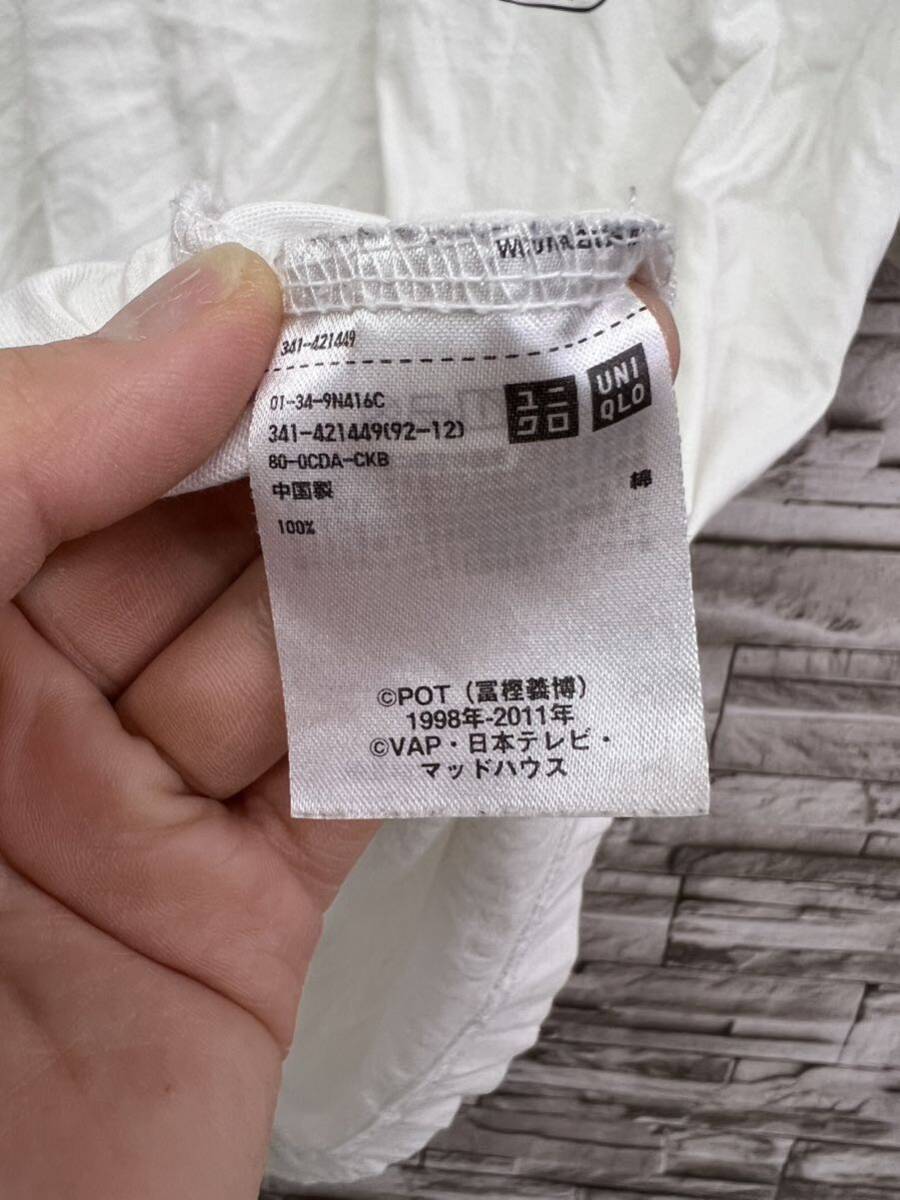 341-421449
01-34-9N416C
341-421449(92-12)
80-0CDA-CKB
中国製
ユニ
クロ
UNI
QLO
綿
100%
©POT（冨樫義博）
1998年-2011年
©VAP・日本テレビ・
マッドハウス